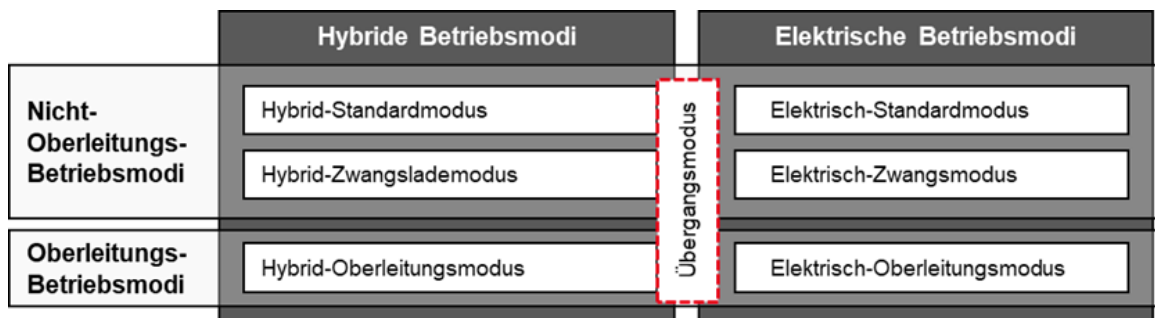 Hybride Betriebsmodi
Elektrische Betriebsmodi
Nicht-
Oberleitungs-
Betriebsmodi
Hybrid-Standardmodus
Elektrisch-Standardmodus
Hybrid-Zwangslademodus
Elektrisch-Zwangsmodus
Übergangsmodus
Oberleitungs-
Betriebsmodi
Hybrid-Oberleitungsmodus
Elektrisch-Oberleitungsmodus